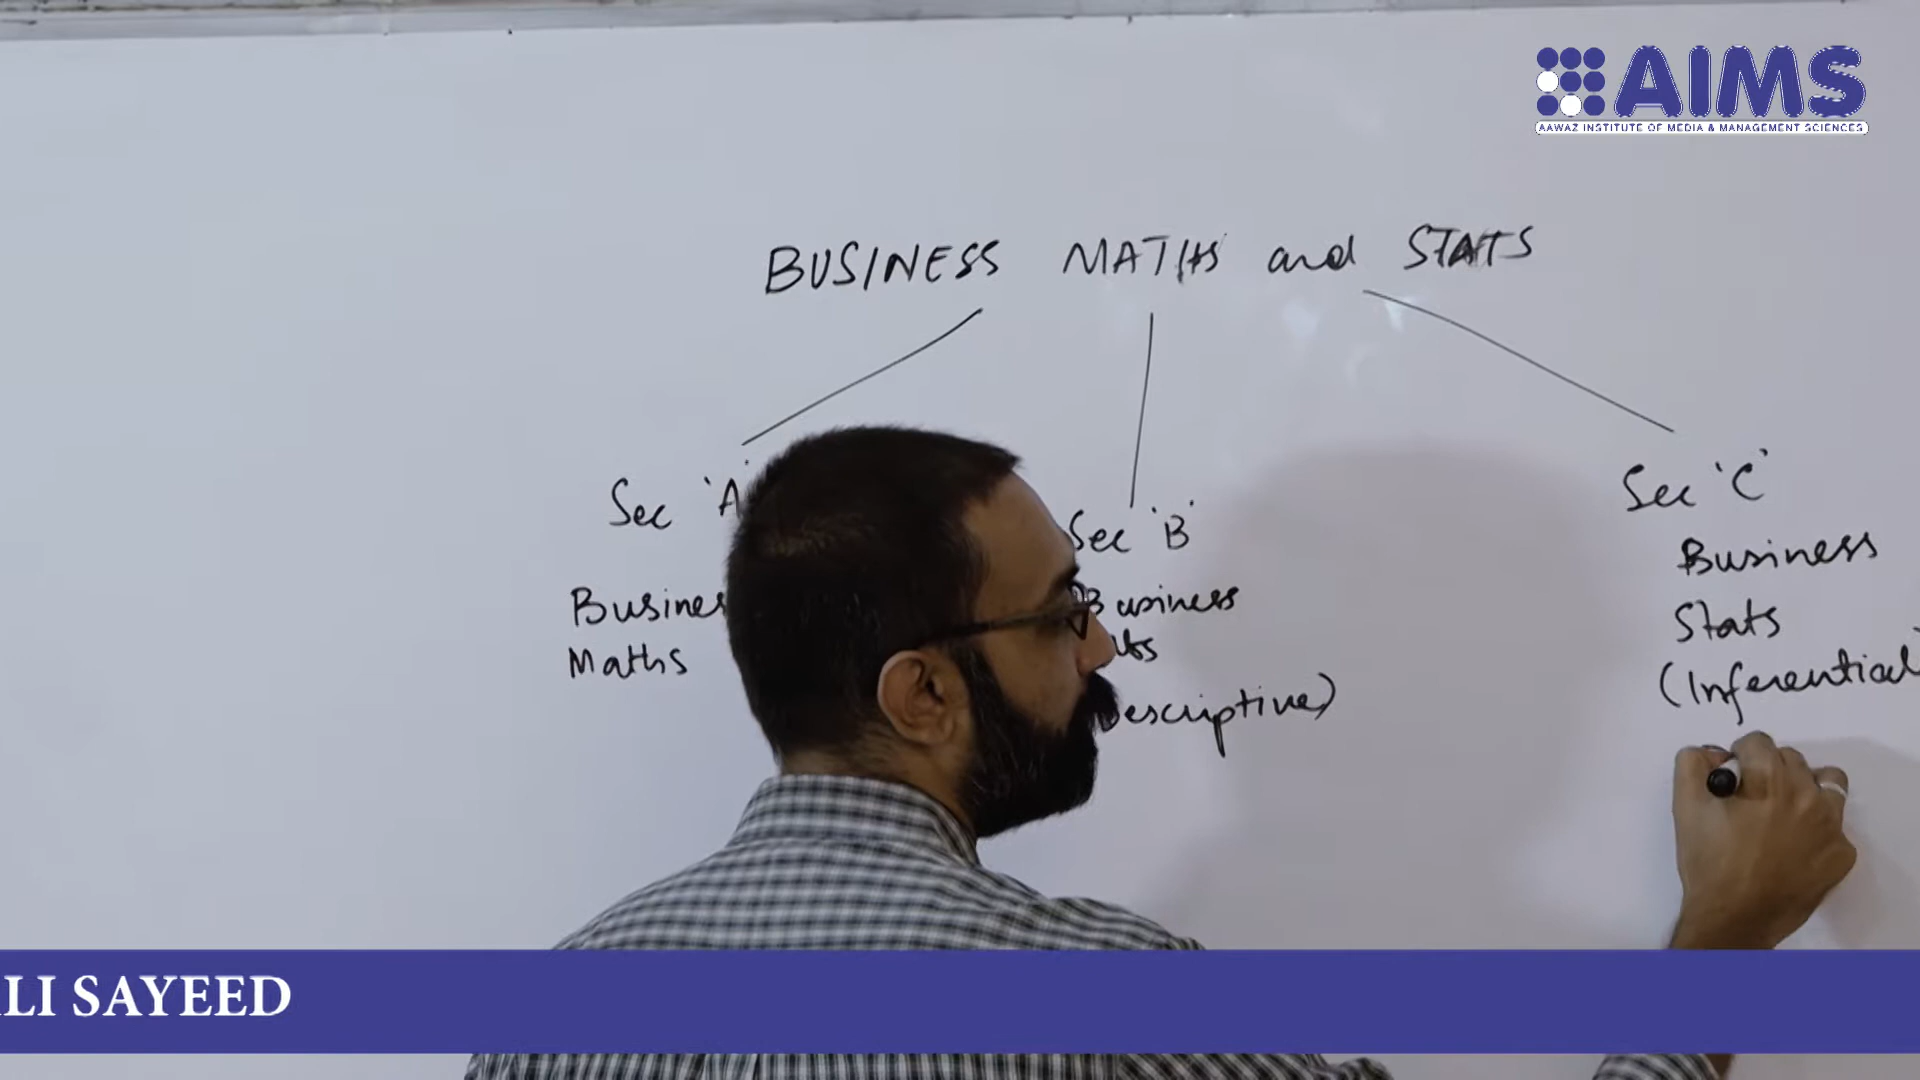 AIMS
AAWAZ INSTITUTE OF MEDIA & MANAGEMENT SCIENCES
BUSINESS MATHS and STATS
Sec 'A'
Business
Maths
Sec 'B'
Business
Descriptive)
Sec 'C'
Business
Stats
(Inferential
LI SAYEED